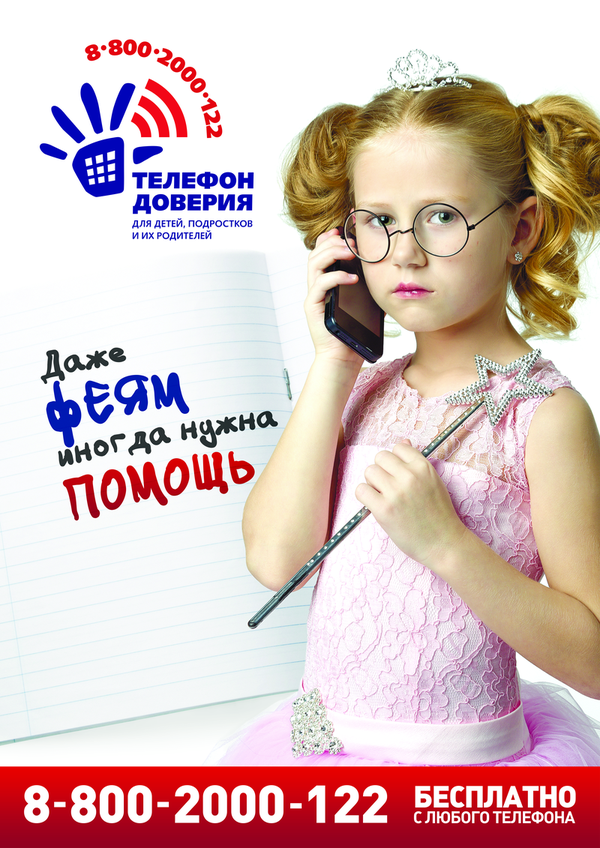 8·800·2000·122
ТЕЛЕФОН
ДОВЕРИЯ
ДЛЯ ДЕТЕЙ, ПОДРОСТКОВ
И ИХ РОДИТЕЛЕЙ
Даже
ФЕЯМ
иногда нужна
ПОМОЩЬ
8-800-2000-122
БЕСПЛАТНО
С ЛЮБОГО ТЕЛЕФОНА